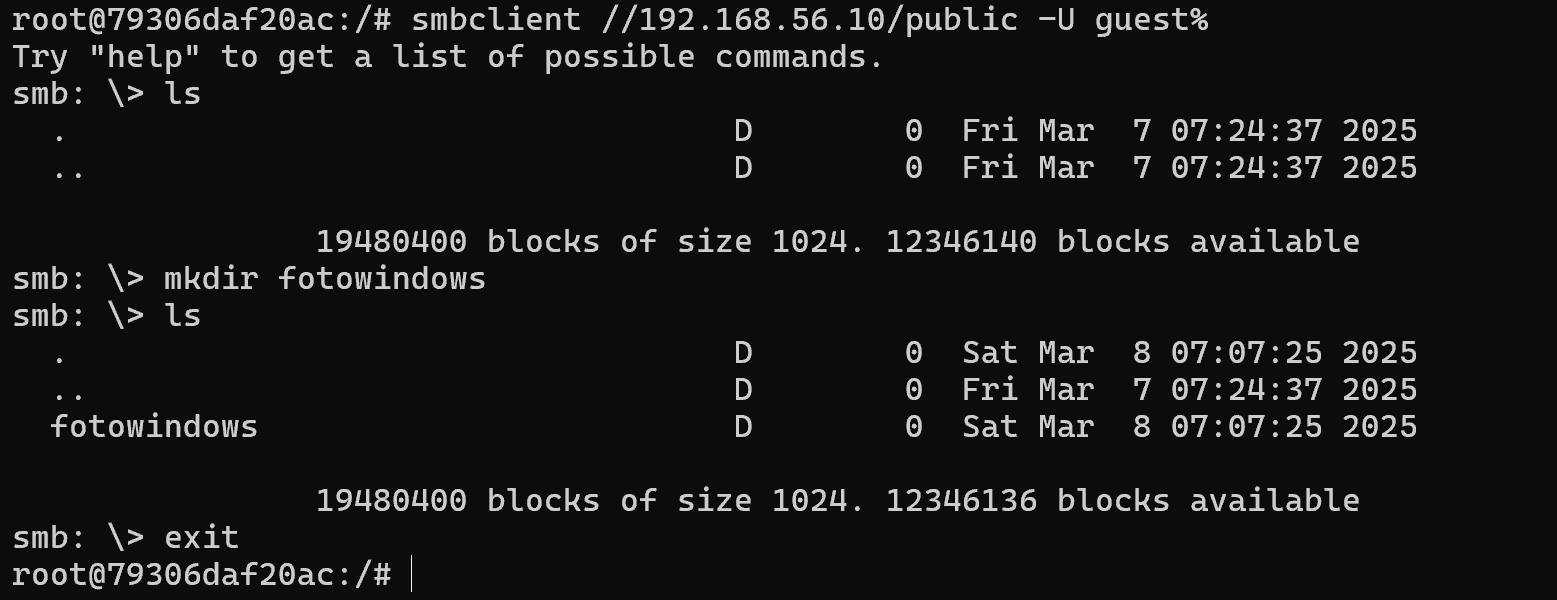 root@79306daf20ac:/# smbclient //192.168.56.10/public -U guest%
Try "help" to get a list of possible commands.
smb: \> ls
  .                                   D        0  Fri Mar  7 07:24:37 2025
  ..                                  D        0  Fri Mar  7 07:24:37 2025
                19480400 blocks of size 1024. 12346140 blocks available
smb: \> mkdir fotowindows
smb: \> ls
  .                                   D        0  Sat Mar  8 07:07:25 2025
  ..                                  D        0  Fri Mar  7 07:24:37 2025
  fotowindows                         D        0  Sat Mar  8 07:07:25 2025
                19480400 blocks of size 1024. 12346136 blocks available
smb: \> exit
root@79306daf20ac:/#